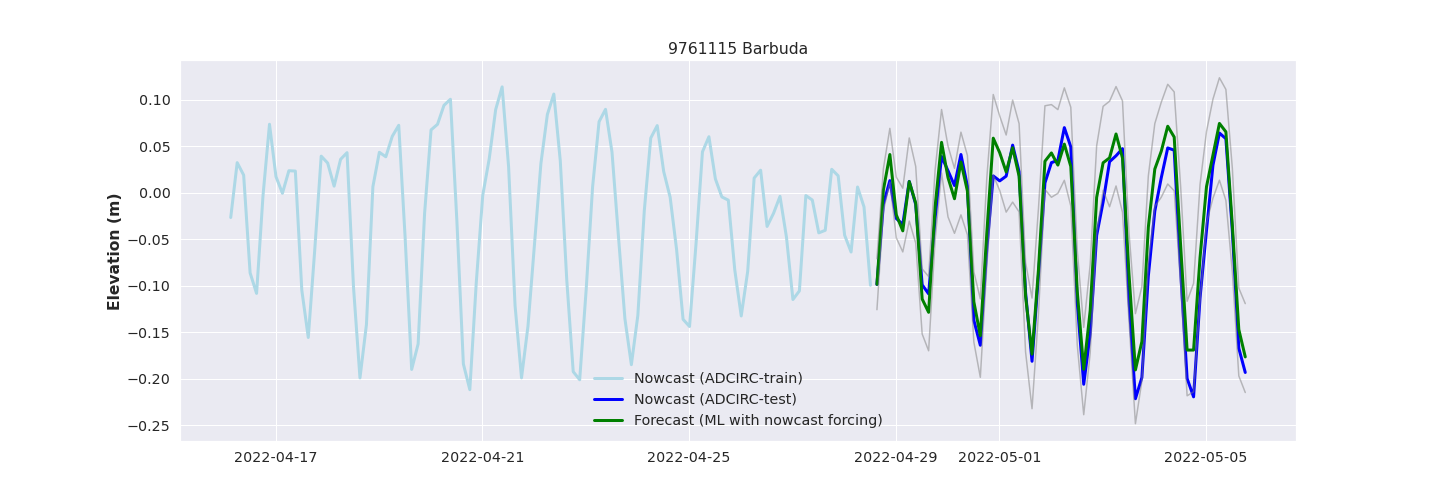 9761115 Barbuda
Elevation (m)
0.10
0.05
0.00
−0.05
−0.10
−0.15
−0.20
−0.25
Nowcast (ADCIRC-train)
Nowcast (ADCIRC-test)
Forecast (ML with nowcast forcing)
2022-04-17 2022-04-21 2022-04-25 2022-04-29 2022-05-01 2022-05-05